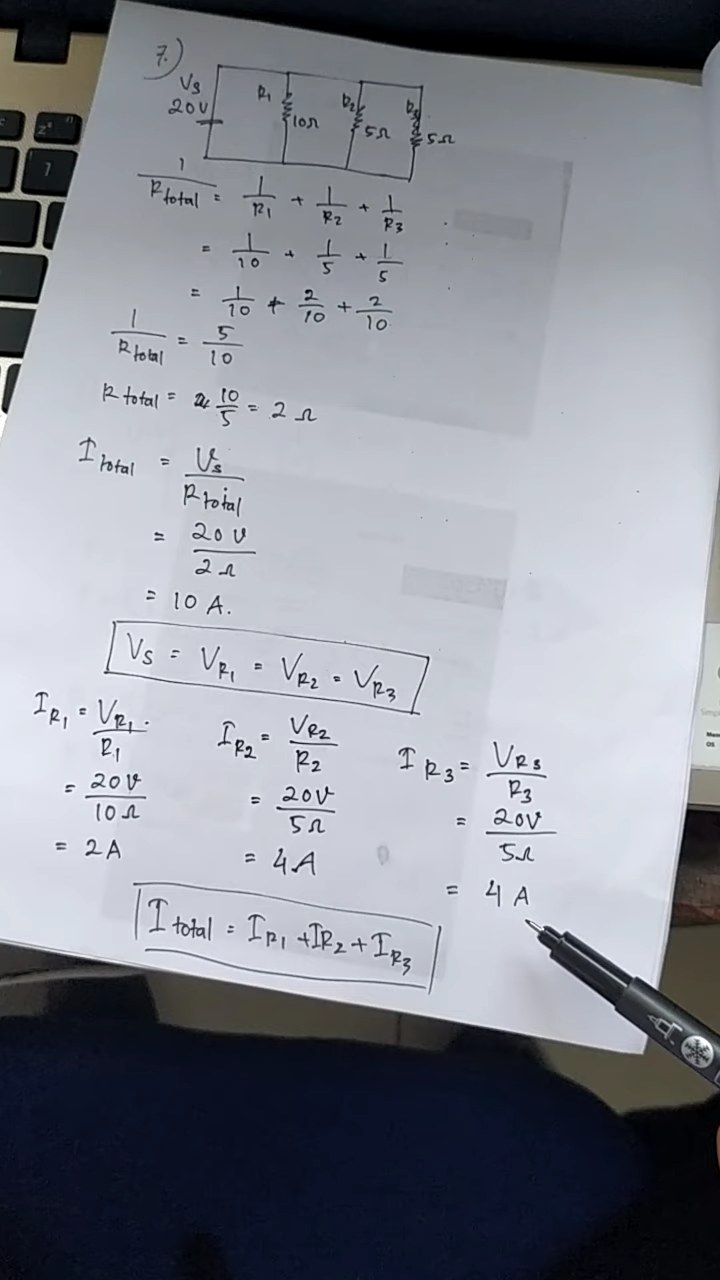 7.)
Vs
20V
R1
10Ω
R2
5Ω
R3
5Ω
1/Rtotal = 1/R1 + 1/R2 + 1/R3
= 1/10 + 1/5 + 1/5
= 1/10 + 2/10 + 2/10
1/Rtotal = 5/10
Rtotal = 10/5 = 2 Ω
Itotal = Vs/Rtotal
= 20V/2Ω
= 10 A.
Vs = VR1 = VR2 = VR3
IR1 = VR1/R1
= 20V/10Ω
= 2A
IR2 = VR2/R2
= 20V/5Ω
= 4A
IR3 = VR3/R3
= 20V/5Ω
= 4 A
Itotal = IR1 + IR2 + IR3